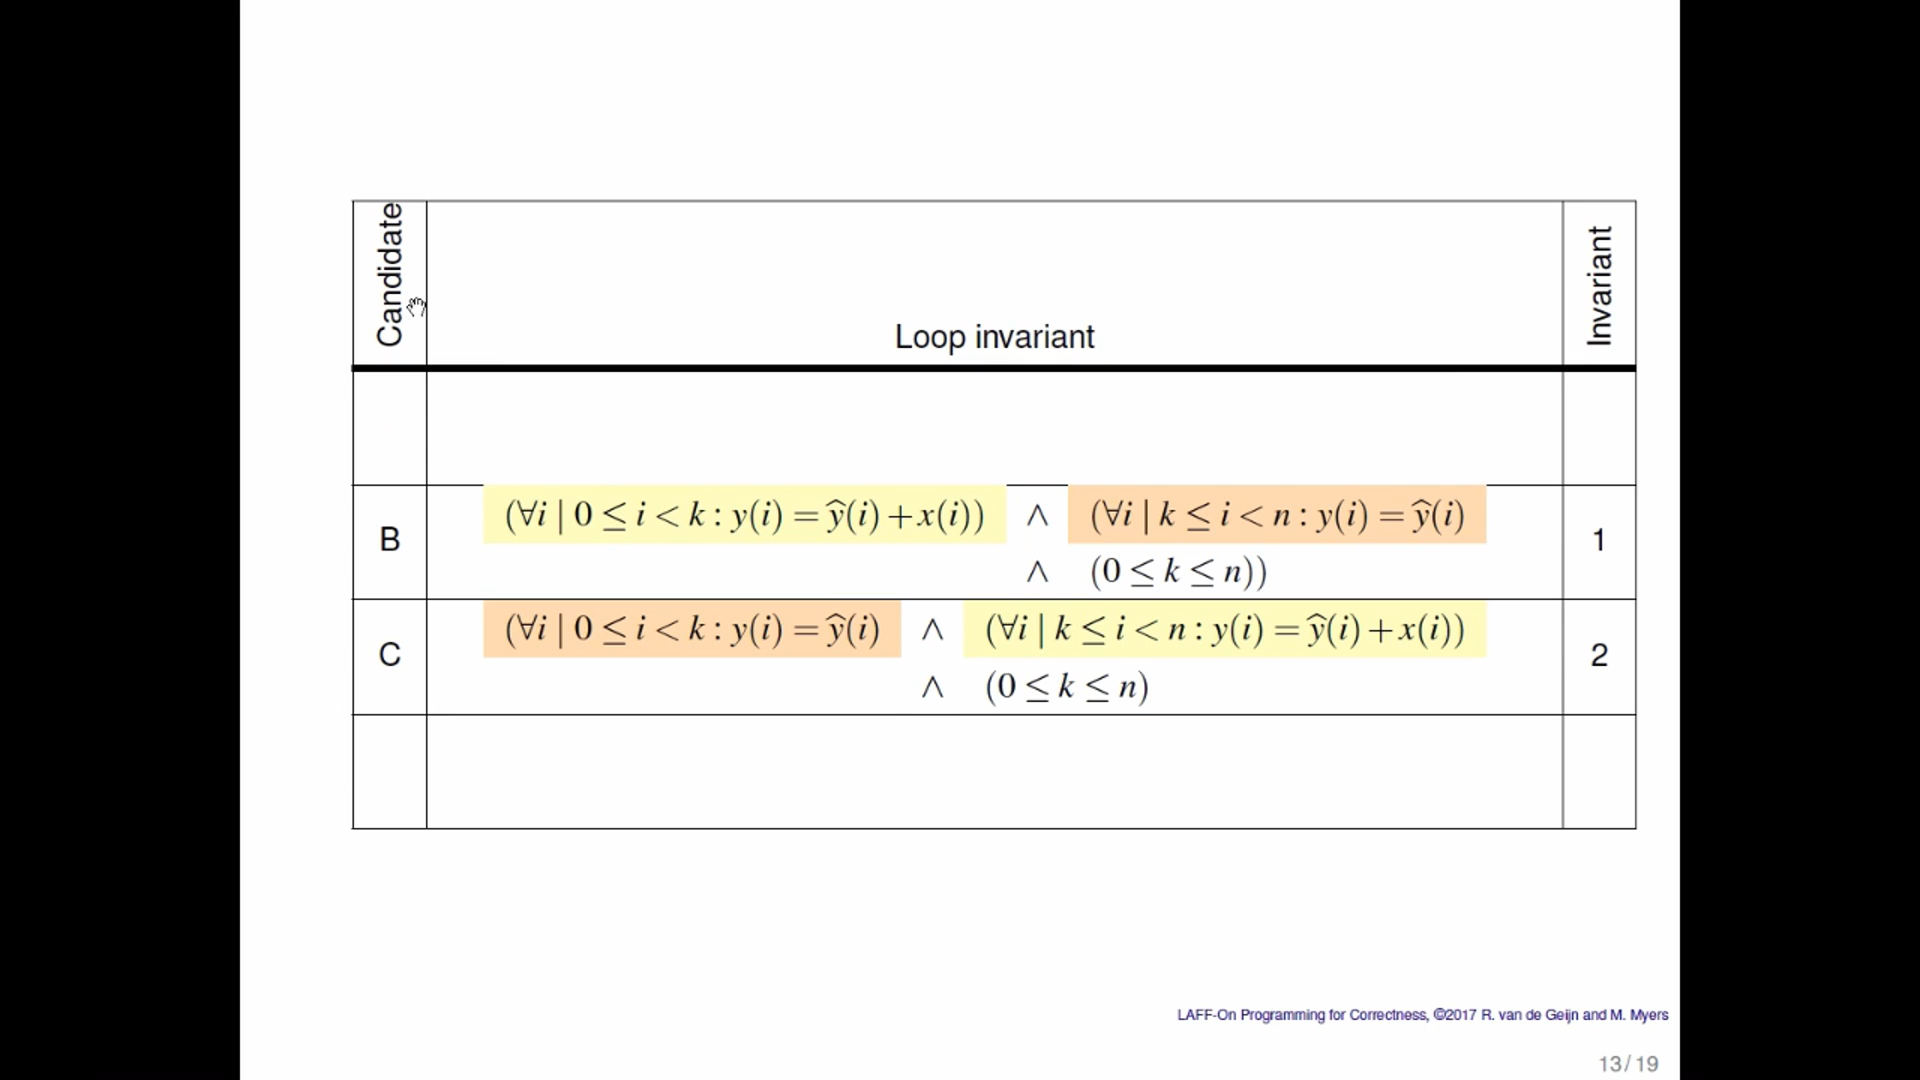 Candidate
Loop invariant
Invariant
B
(∀i | 0 ≤ i < k : y(i) = ŷ(i) + x(i)) ∧ (∀i | k ≤ i < n : y(i) = ŷ(i)
∧ (0 ≤ k ≤ n))
1
C
(∀i | 0 ≤ i < k : y(i) = ŷ(i) ∧ (∀i | k ≤ i < n : y(i) = ŷ(i) + x(i))
∧ (0 ≤ k ≤ n)
2
LAFF-On Programming for Correctness, ©2017 R. van de Geijn and M. Myers
13/19